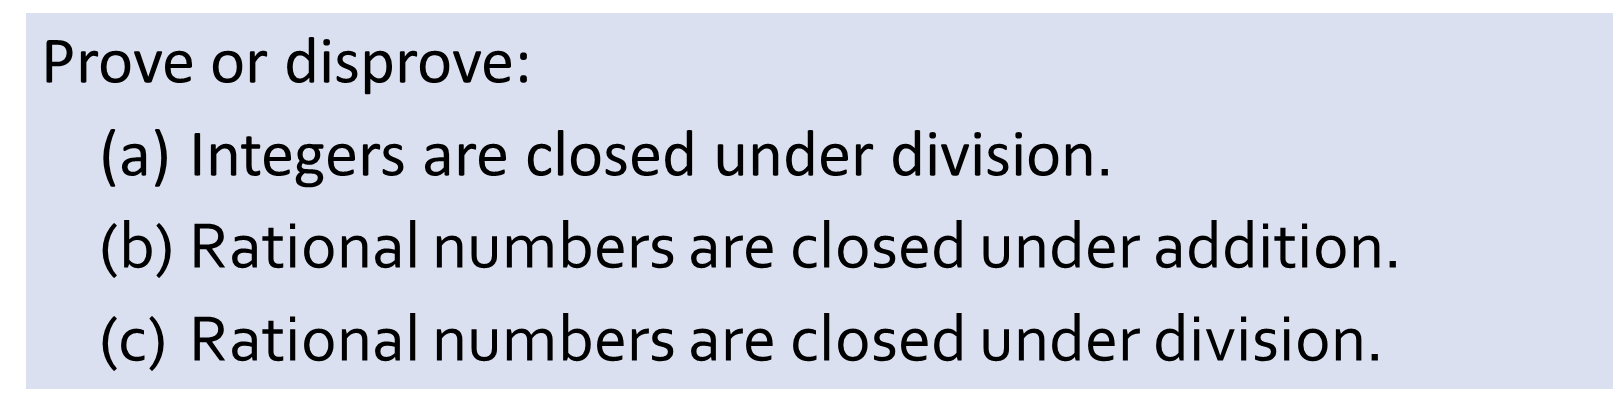 Prove or disprove:
(a) Integers are closed under division.
(b) Rational numbers are closed under addition.
(c) Rational numbers are closed under division.